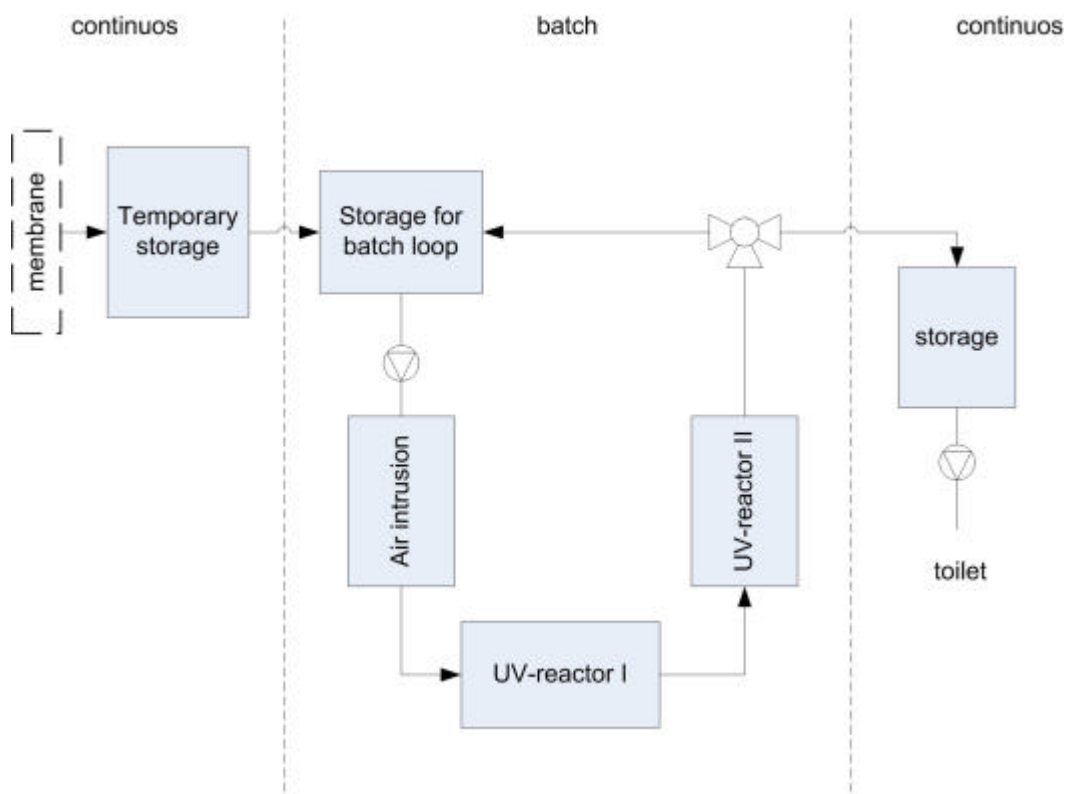 continuos
batch
continuos
membrane
Temporary
storage
Storage for
batch loop
storage
Air intrusion
UV-reactor II
toilet
UV-reactor I